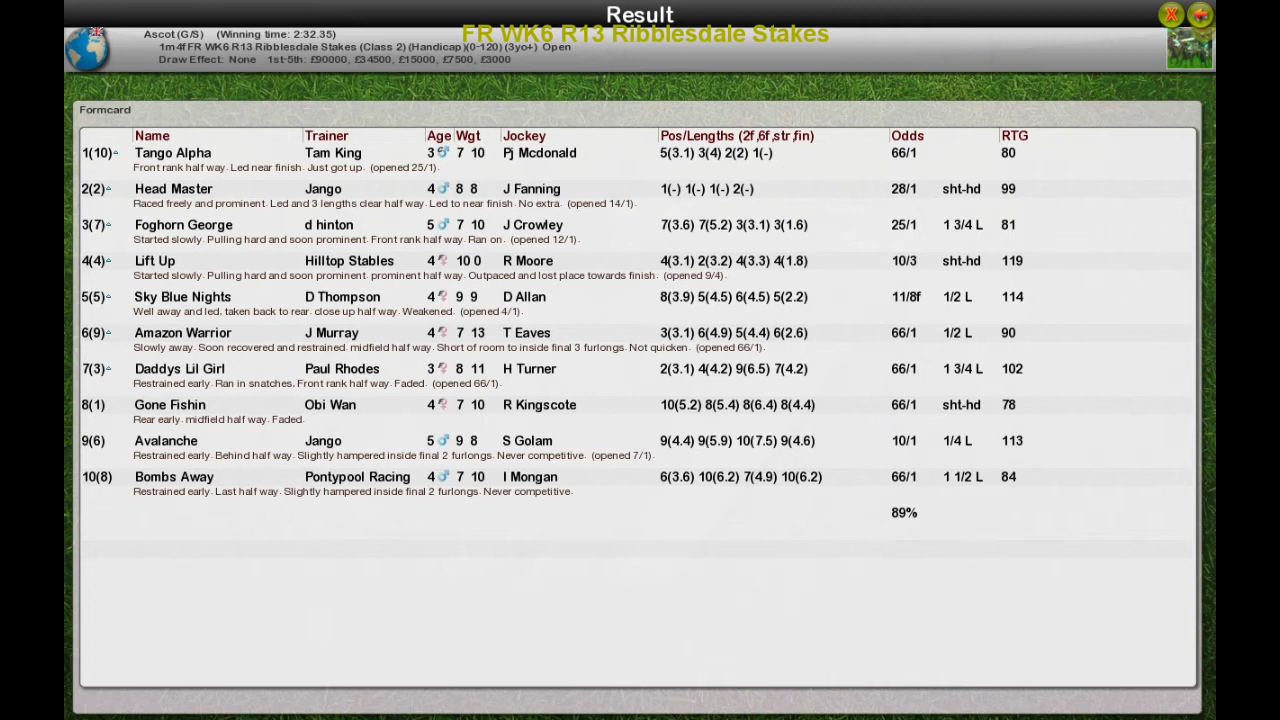 Result
FR WK6 R13 Ribblesdale Stakes
Ascot (G/S) (Winning time: 2:32.35)
1m4f FR WK6 R13 Ribblesdale Stakes (Class 2) (Handicap)(0-120) (3yo+) Open
Draw Effect: None 1st-5th: £90000, £34500, £15000, £7500, £3000
Formcard
Name Trainer Age Wgt Jockey Pos/Lengths (2f,6f,str,fin) Odds RTG
1(10) Tango Alpha Tam King 3 7 10 Pj Mcdonald 5(3.1) 3(4) 2(2) 1(-) 66/1 80
Front rank half way. Led near finish. Just got up. (opened 25/1).
2(2) Head Master Jango 4 8 8 J Fanning 1(-) 1(-) 1(-) 2(-) 28/1 sht-hd 99
Raced freely and prominent. Led and 3 lengths clear half way. Led to near finish. No extra. (opened 14/1).
3(7) Foghorn George d hinton 5 7 10 J Crowley 7(3.6) 7(5.2) 3(3.1) 3(1.6) 25/1 1 3/4 L 81
Started slowly. Pulling hard and soon prominent. Front rank half way. Ran on. (opened 12/1).
4(4) Lift Up Hilltop Stables 4 10 0 R Moore 4(3.1) 2(3.2) 4(3.3) 4(1.8) 10/3 sht-hd 119
Started slowly. Pulling hard and soon prominent. prominent half way. Outpaced and lost place towards finish. (opened 9/4).
5(5) Sky Blue Nights D Thompson 4 9 9 D Allan 8(3.9) 5(4.5) 6(4.5) 5(2.2) 11/8f 1/2 L 114
Well away and led, taken back to rear. close up half way. Weakened. (opened 4/1).
6(9) Amazon Warrior J Murray 4 7 13 T Eaves 3(3.1) 6(4.9) 5(4.4) 6(2.6) 66/1 1/2 L 90
Slowly away. Soon recovered and restrained. midfield half way. Short of room to inside final 3 furlongs. Not quicken. (opened 66/1).
7(3) Daddys Lil Girl Paul Rhodes 3 8 11 H Turner 2(3.1) 4(4.2) 9(6.5) 7(4.2) 66/1 1 3/4 L 102
Restrained early. Ran in snatches, Front rank half way. Faded. (opened 66/1).
8(1) Gone Fishin Obi Wan 4 7 10 R Kingscote 10(5.2) 8(5.4) 8(6.4) 8(4.4) 66/1 sht-hd 78
Rear early. midfield half way. Faded.
9(6) Avalanche Jango 5 9 8 S Golam 9(4.4) 9(5.9) 10(7.5) 9(4.6) 10/1 1/4 L 113
Restrained early. Behind half way. Slightly hampered inside final 2 furlongs. Never competitive. (opened 7/1).
10(8) Bombs Away Pontypool Racing 4 7 10 I Mongan 6(3.6) 10(6.2) 7(4.9) 10(6.2) 66/1 1 1/2 L 84
Restrained early. Last half way. Slightly hampered inside final 2 furlongs. Never competitive.
89%